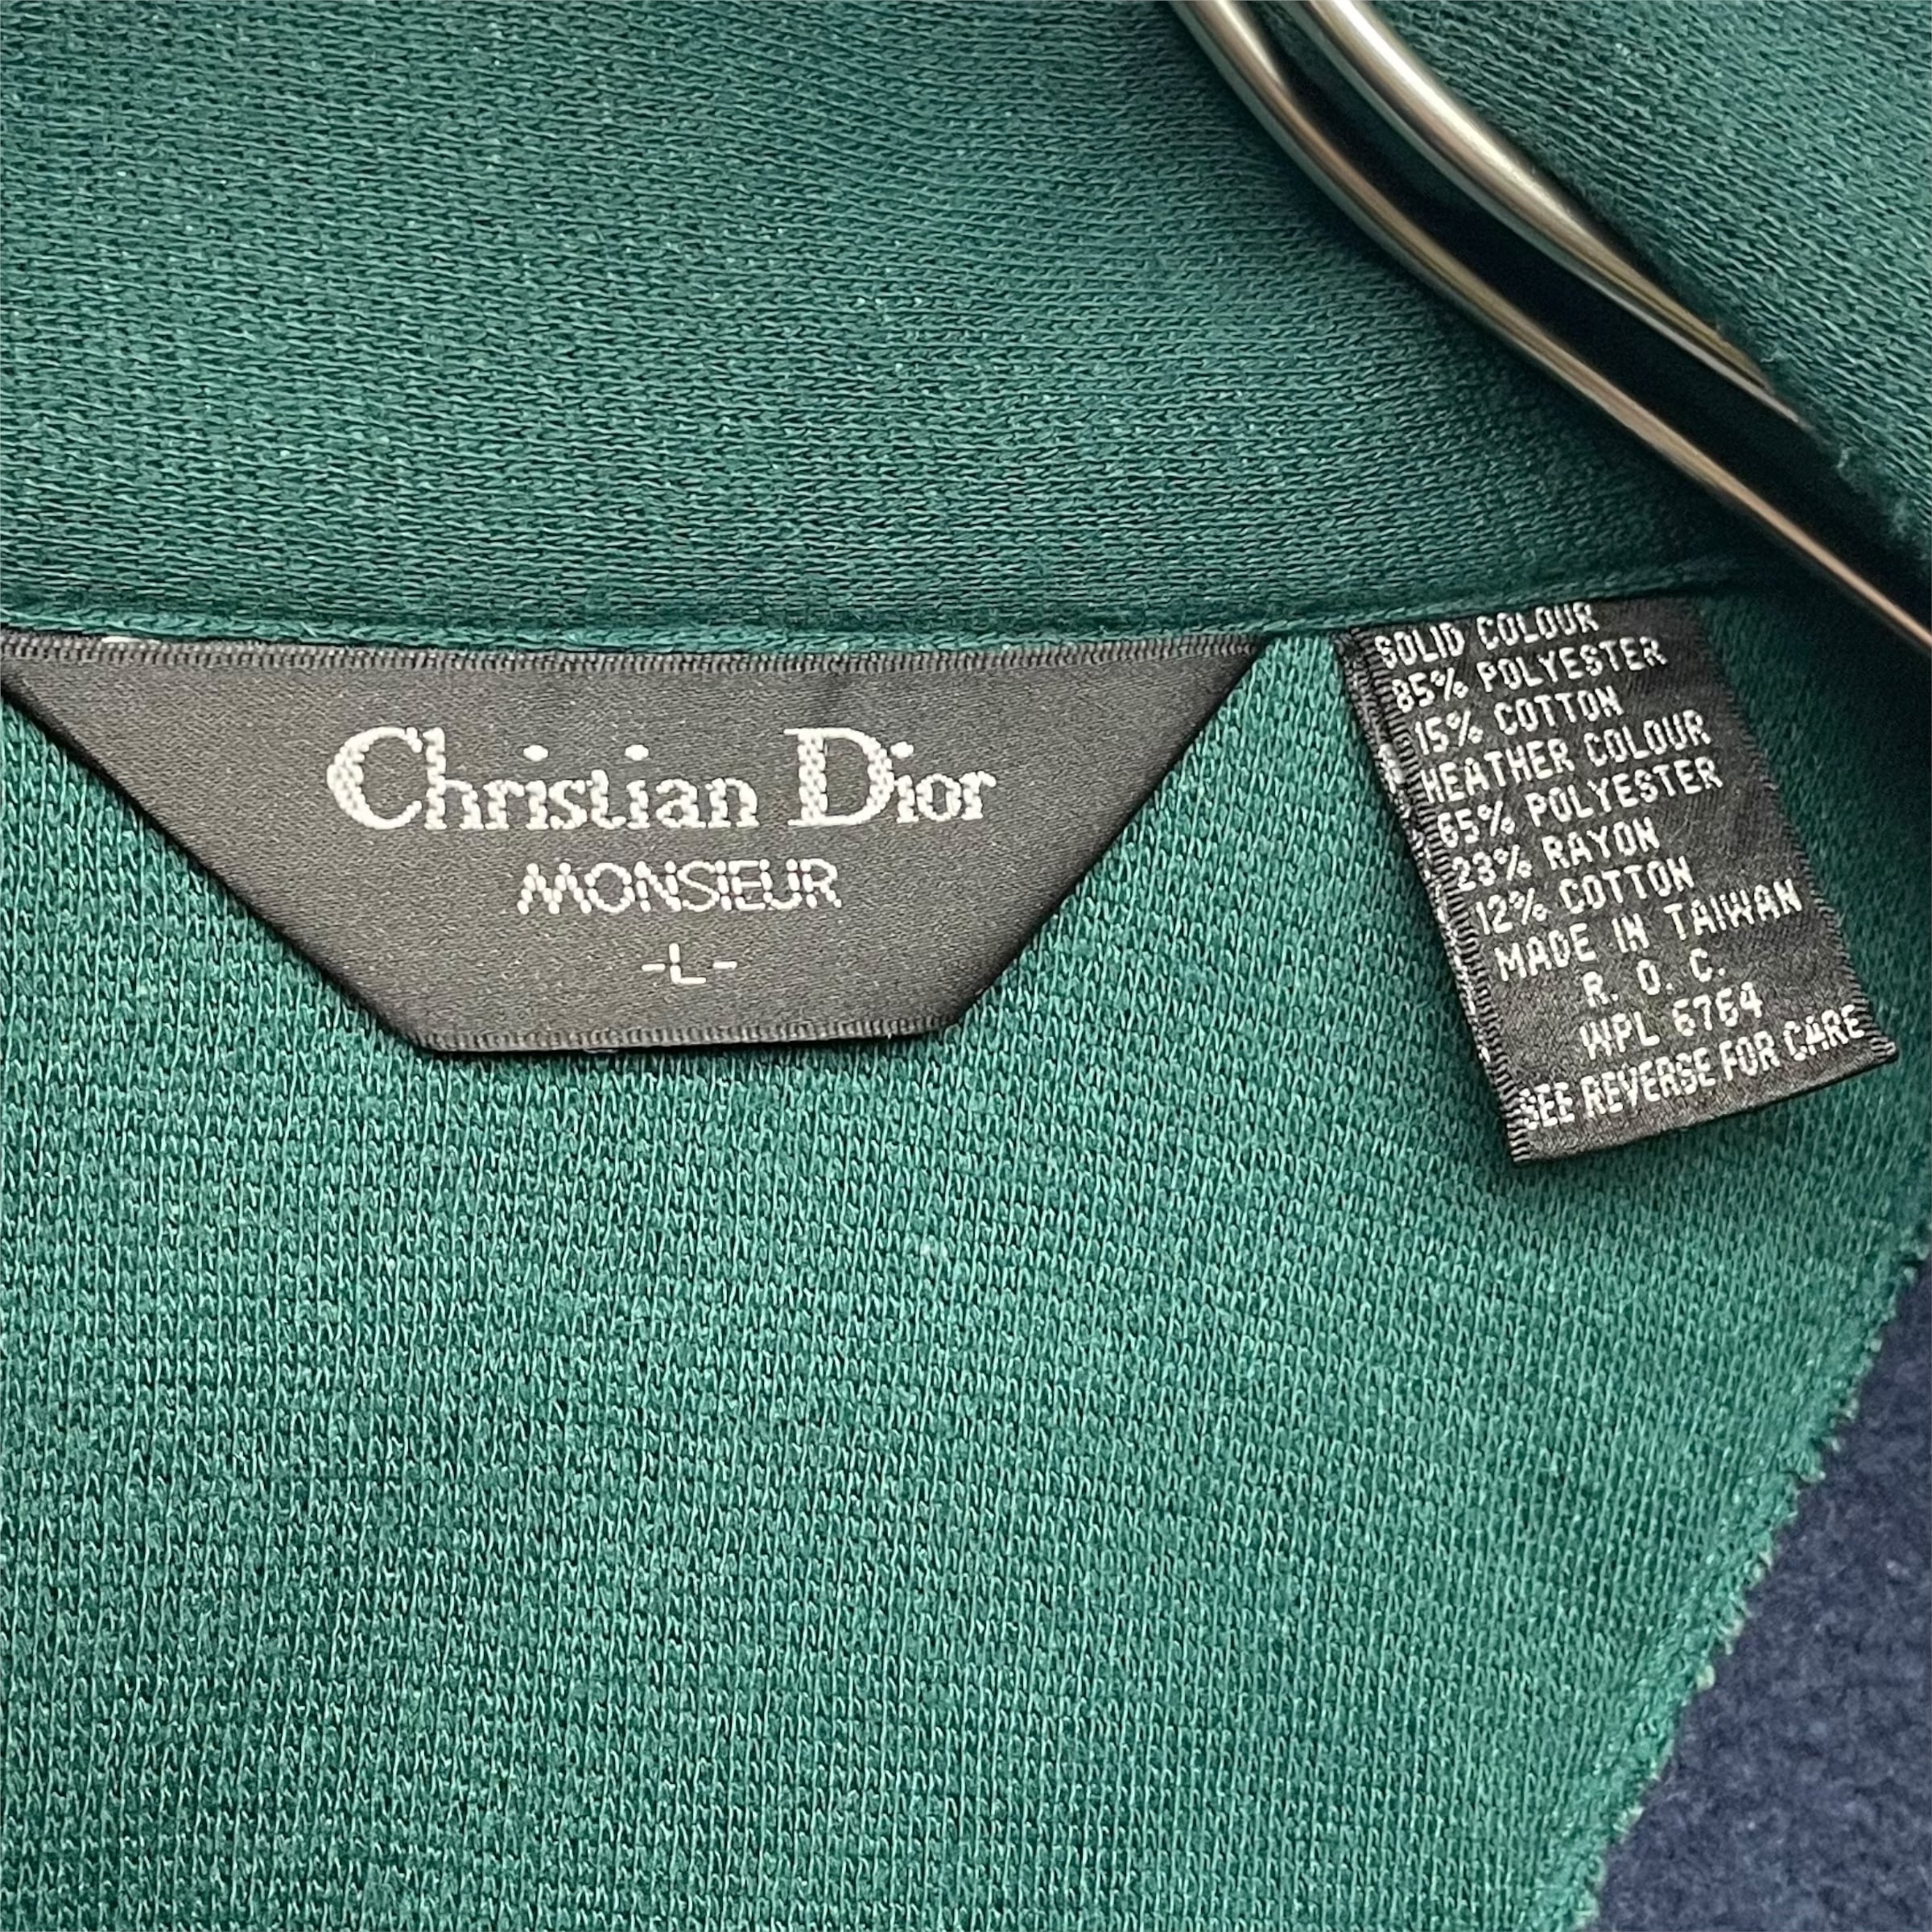 Christian Dior
MONSIEUR
-L-
SOLID COLOUR
85% POLYESTER
15% COTTON
HEATHER COLOUR
65% POLYESTER
23% RAYON
12% COTTON
MADE IN TAIWAN
R. O. C.
WPL 6764
SEE REVERSE FOR CARE